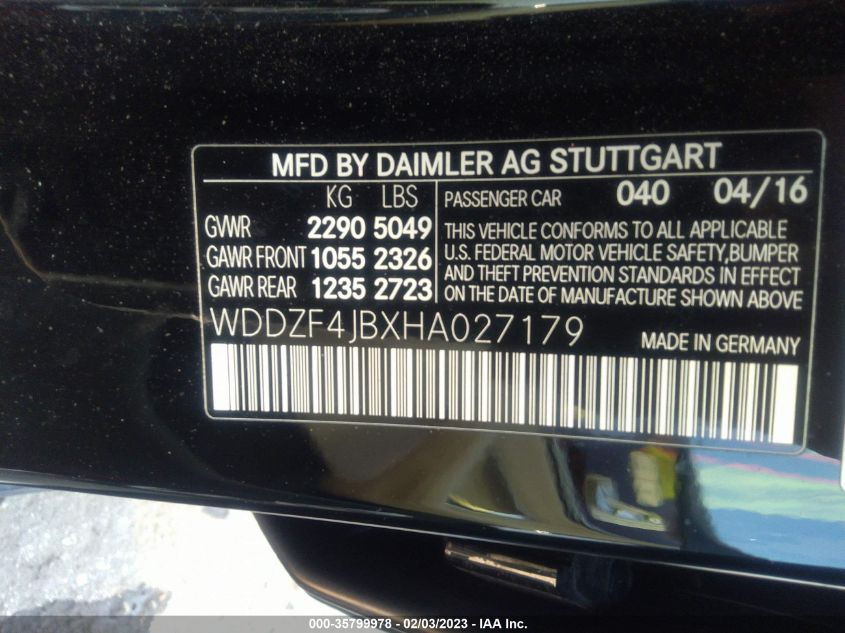 MFD BY DAIMLER AG STUTTGART
KG LBS
GVWR 2290 5049
GAWR FRONT 1055 2326
GAWR REAR 1235 2723
PASSENGER CAR 040 04/16
THIS VEHICLE CONFORMS TO ALL APPLICABLE
U.S. FEDERAL MOTOR VEHICLE SAFETY,BUMPER
AND THEFT PREVENTION STANDARDS IN EFFECT
ON THE DATE OF MANUFACTURE SHOWN ABOVE
WDDZF4JBXHA027179 MADE IN GERMANY
000-35799978 - 02/03/2023 - IAA Inc.